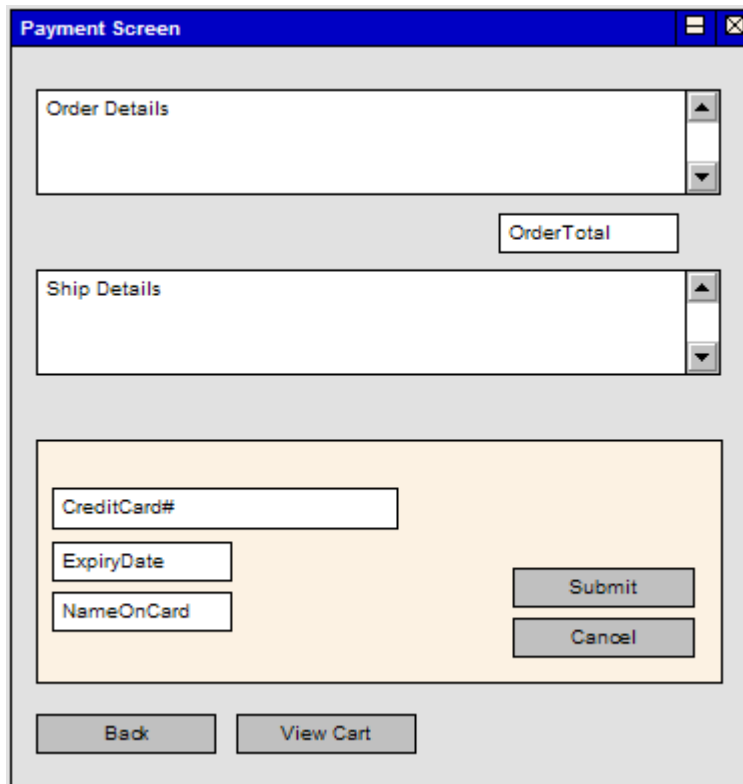 Payment Screen
Order Details
OrderTotal
Ship Details
CreditCard#
ExpiryDate
NameOnCard
Submit
Cancel
Back
View Cart